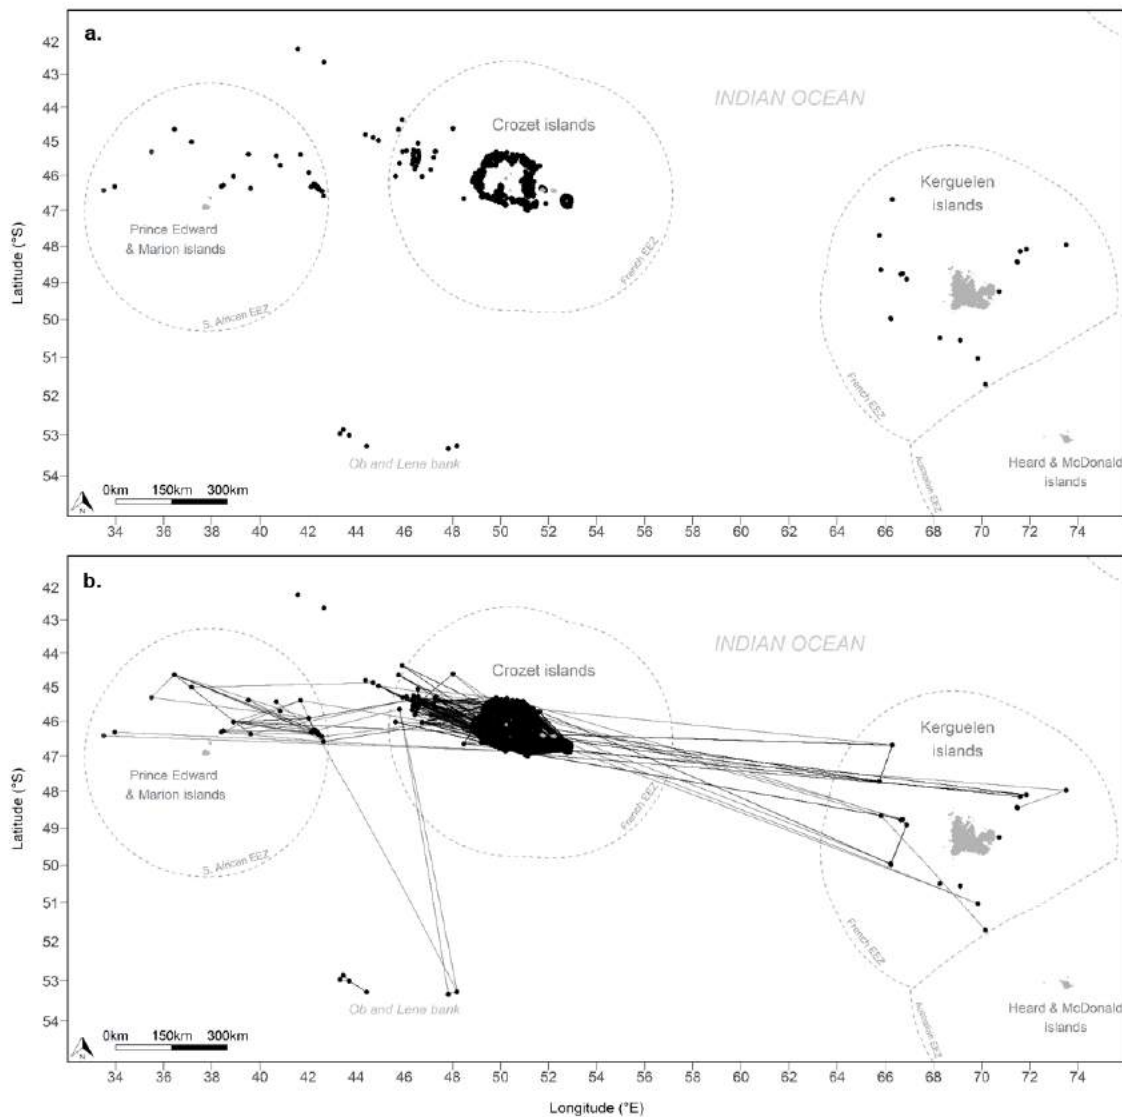 a.
42
43
44
45
46
47
48
49
50
51
52
53
54
Latitude (°S)
INDIAN OCEAN
Crozet islands
Kerguelen
islands
Prince Edward
& Marion islands
French EEZ
S. African EEZ
French EEZ
Australian EEZ
Ob and Lena bank
Heard & McDonald
islands
0km 150km 300km
N
34 36 38 40 42 44 46 48 50 52 54 56 58 60 62 64 66 68 70 72 74
b.
42
43
44
45
46
47
48
49
50
51
52
53
54
Latitude (°S)
INDIAN OCEAN
Crozet islands
Kerguelen
islands
Prince Edward
& Marion islands
French EEZ
S. African EEZ
French EEZ
Australian EEZ
Ob and Lena bank
Heard & McDonald
islands
0km 150km 300km
N
34 36 38 40 42 44 46 48 50 52 54 56 58 60 62 64 66 68 70 72 74
Longitude (°E)